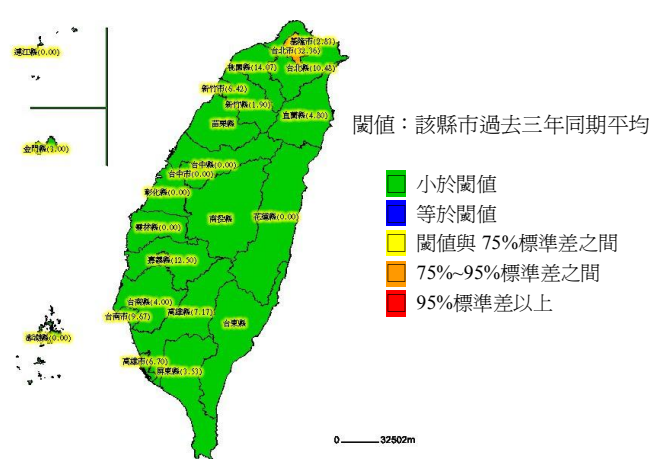 基隆市(2.83)
連江縣(0.00)
台北市(32.36)
桃園縣(14.07)
台北縣(10.48)
新竹市(6.42)
新竹縣(1.90)
宜蘭縣(4.80)
苗栗縣
閾值：該縣市過去三年同期平均
金門縣(1.00)
台中縣(0.00)
台中市(0.00)
小於閾值
彰化縣(0.00)
等於閾值
南投縣
花蓮縣(0.00)
雲林縣(0.00)
閾值與 75%標準差之間
嘉義縣(12.50)
75%~95%標準差之間
台南縣(4.00)
95%標準差以上
高雄縣(7.17)
台南市(9.67)
台東縣
澎湖縣(0.00)
高雄市(6.70)
屏東縣(3.53)
0 32502m